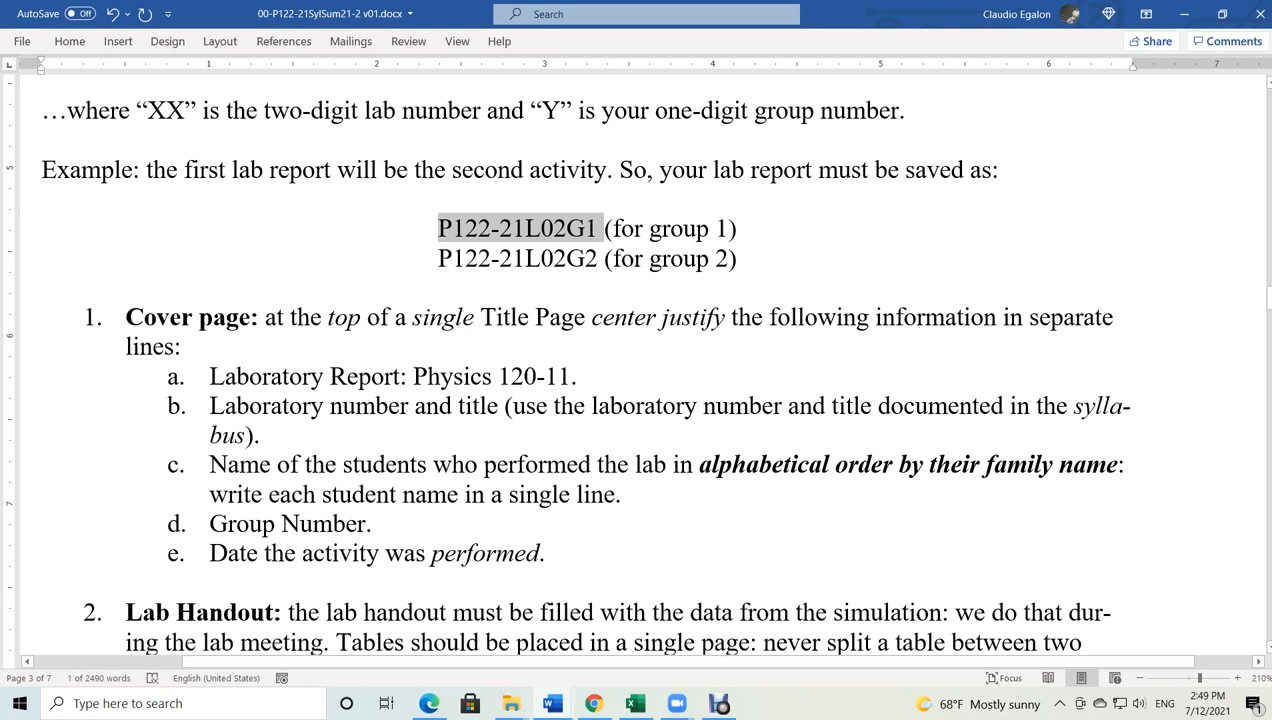 AutoSave Off 00-P122-21SylSum21-2 v01.docx Search Claudio Egalon
File Home Insert Design Layout References Mailings Review View Help Share Comments
1 2 3 4 5 6 7
…where “XX” is the two-digit lab number and “Y” is your one-digit group number.
Example: the first lab report will be the second activity. So, your lab report must be saved as:
P122-21L02G1 (for group 1)
P122-21L02G2 (for group 2)
1. Cover page: at the top of a single Title Page center justify the following information in separate
lines:
a. Laboratory Report: Physics 120-11.
b. Laboratory number and title (use the laboratory number and title documented in the sylla-
bus).
c. Name of the students who performed the lab in alphabetical order by their family name:
write each student name in a single line.
d. Group Number.
e. Date the activity was performed.
2. Lab Handout: the lab handout must be filled with the data from the simulation: we do that dur-
ing the lab meeting. Tables should be placed in a single page: never split a table between two
Page 3 of 7 1 of 2490 words English (United States) Focus 210%
Type here to search 68°F Mostly sunny ENG 2:49 PM
7/12/2021